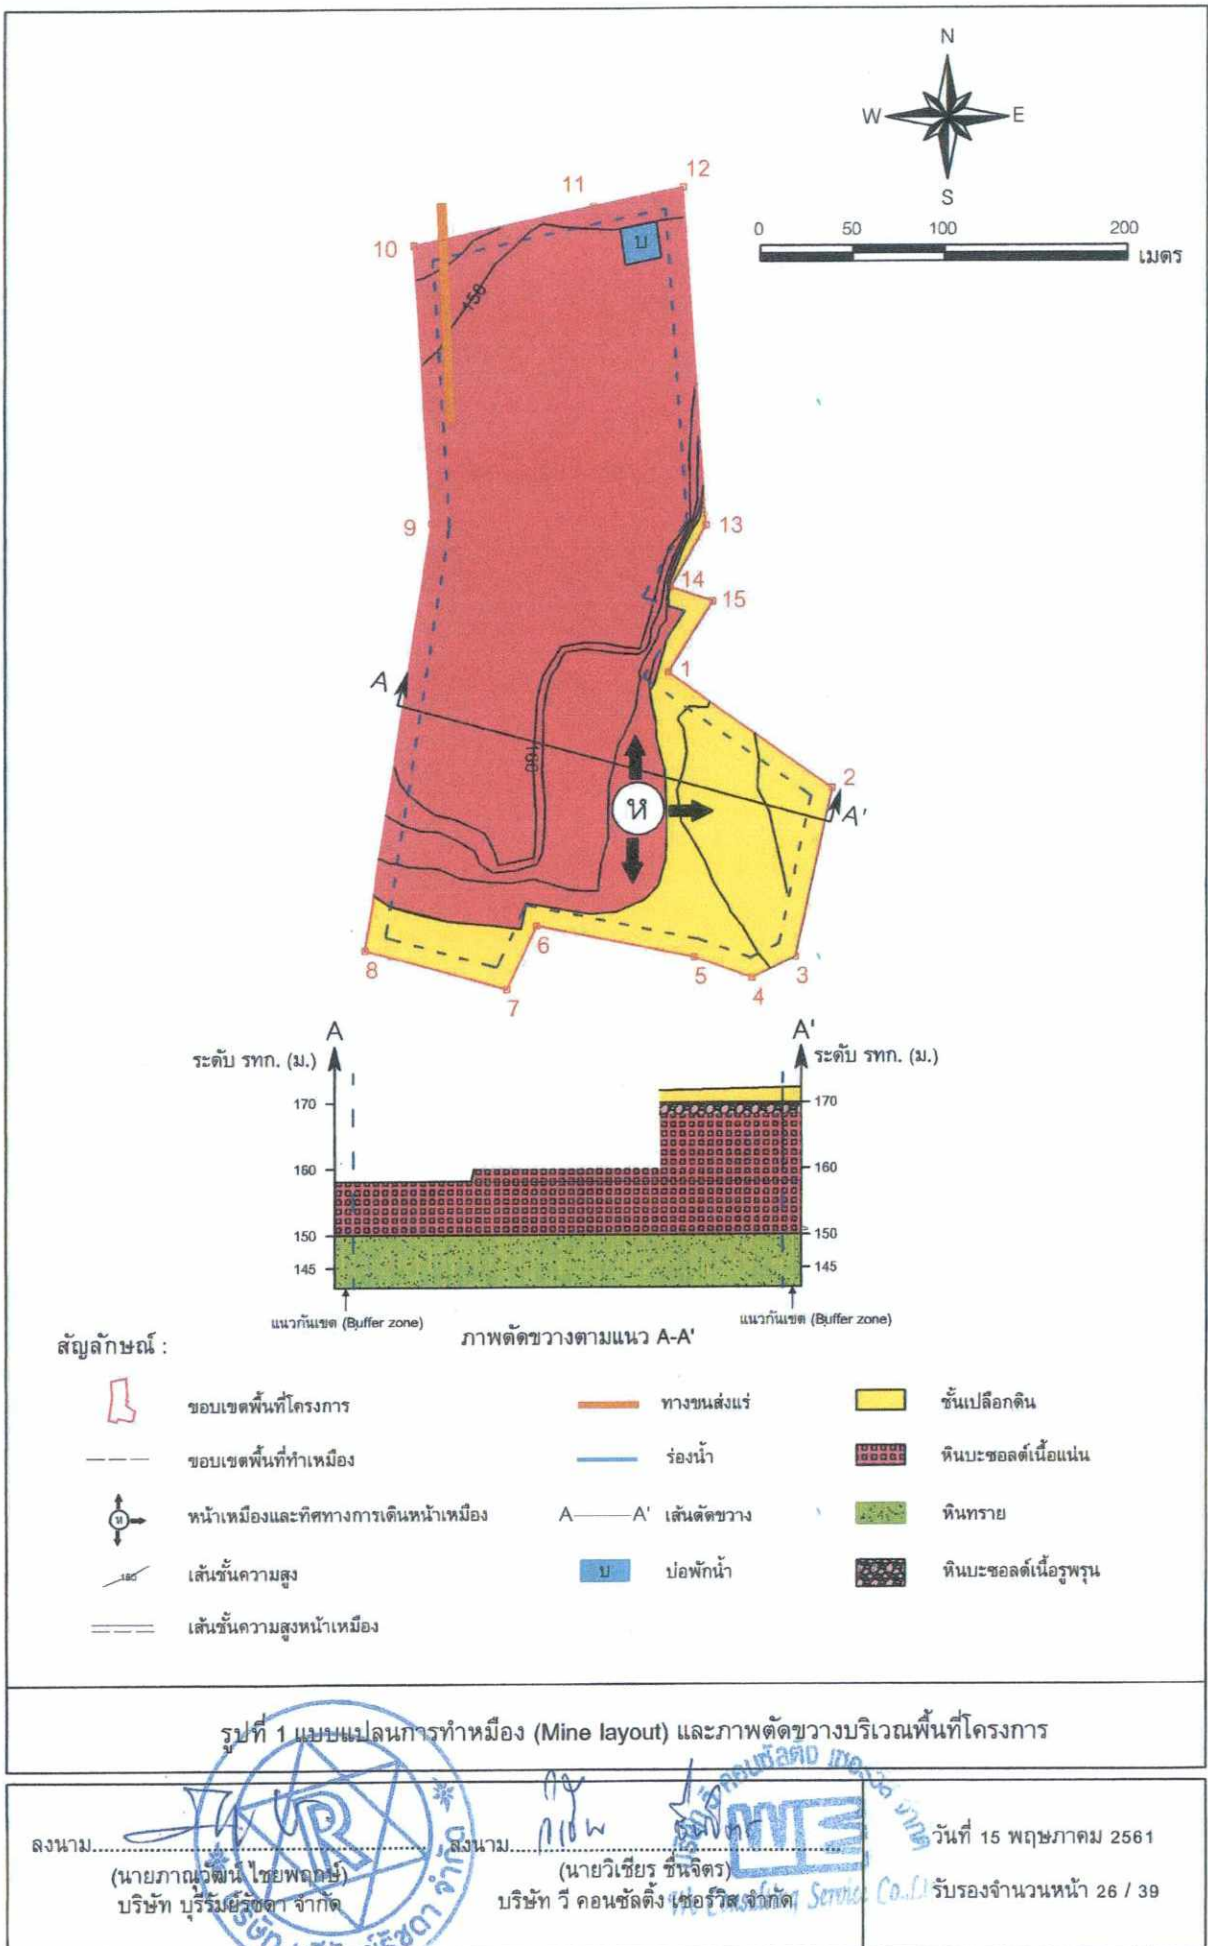 N
W E
S
0 50 100 200
เมตร
12
11
10
บ
156
9
13
14
15
1
A
160
2
A'
ห
6
8
5
3
4
7
A A'
ระดับ รทก. (ม.) ระดับ รทก. (ม.)
170 170
160 160
150 150
145 145
แนวกันเขต (Buffer zone) แนวกันเขต (Buffer zone)
ภาพตัดขวางตามแนว A-A'
สัญลักษณ์ :
ขอบเขตพื้นที่โครงการ ทางขนส่งแร่ ชั้นเปลือกดิน
ขอบเขตพื้นที่ทำเหมือง ร่องน้ำ หินบะซอลต์เนื้อแน่น
ห หน้าเหมืองและทิศทางการเดินหน้าเหมือง A A' เส้นตัดขวาง หินทราย
160 เส้นชั้นความสูง บ บ่อพักน้ำ หินบะซอลต์เนื้อรูพรุน
เส้นชั้นความสูงหน้าเหมือง
รูปที่ 1 แบบแปลนการทำหมือง (Mine layout) และภาพตัดขวางบริเวณพื้นที่โครงการ
ลงนาม ลงนาม วันที่ 15 พฤษภาคม 2561
(นายภาณุวัฒน์ ไชยพฤกษ์) (นายวิเชียร ชื่นจิตร)
บริษัท บุรีรัมย์รัชดา จำกัด บริษัท วี คอนซัลติ้ง เซอร์วิส จำกัด รับรองจำนวนหน้า 26 / 39